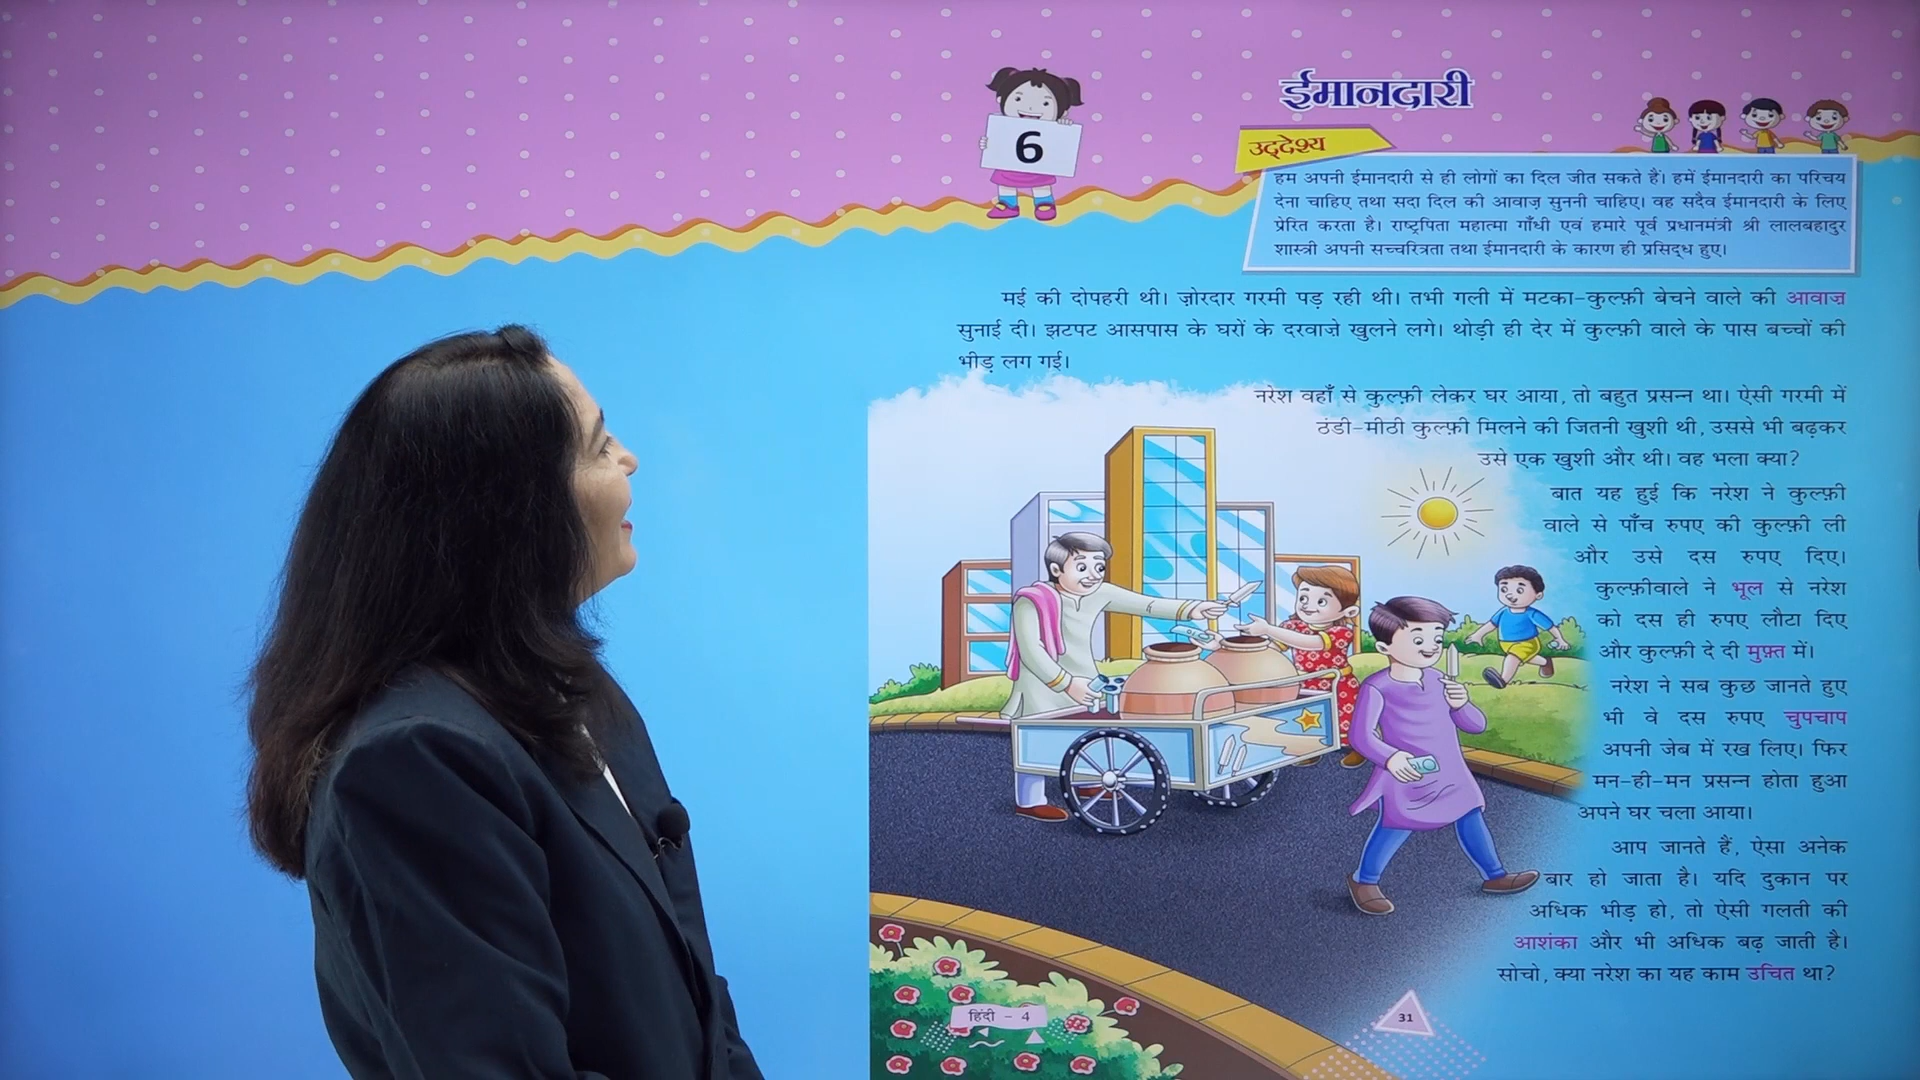 6
ईमानदारी
उद्देश्य
हम अपनी ईमानदारी से ही लोगों का दिल जीत सकते हैं। हमें ईमानदारी का परिचय
देना चाहिए तथा सदा दिल की आवाज़ सुननी चाहिए। वह सदैव ईमानदारी के लिए
प्रेरित करता है। राष्ट्रपिता महात्मा गाँधी एवं हमारे पूर्व प्रधानमंत्री श्री लालबहादुर
शास्त्री अपनी सच्चरित्रता तथा ईमानदारी के कारण ही प्रसिद्ध हुए।
मई की दोपहरी थी। ज़ोरदार गरमी पड़ रही थी। तभी गली में मटका-कुल्फ़ी बेचने वाले की आवाज़
सुनाई दी। झटपट आसपास के घरों के दरवाज़े खुलने लगे। थोड़ी ही देर में कुल्फ़ी वाले के पास बच्चों की
भीड़ लग गई।
नरेश वहाँ से कुल्फ़ी लेकर घर आया, तो बहुत प्रसन्न था। ऐसी गरमी में
ठंडी-मीठी कुल्फ़ी मिलने की जितनी खुशी थी, उससे भी बढ़कर
उसे एक खुशी और थी। वह भला क्या?
बात यह हुई कि नरेश ने कुल्फ़ी
वाले से पाँच रुपए की कुल्फ़ी ली
और उसे दस रुपए दिए।
कुल्फ़ीवाले ने भूल से नरेश
को दस ही रुपए लौटा दिए
और कुल्फ़ी दे दी मुफ़्त में।
नरेश ने सब कुछ जानते हुए
भी वे दस रुपए चुपचाप
अपनी जेब में रख लिए। फिर
मन-ही-मन प्रसन्न होता हुआ
अपने घर चला आया।
आप जानते हैं, ऐसा अनेक
बार हो जाता है। यदि दुकान पर
अधिक भीड़ हो, तो ऐसी गलती की
आशंका और भी अधिक बढ़ जाती है।
सोचो, क्या नरेश का यह काम उचित था?
हिंदी - 4
31